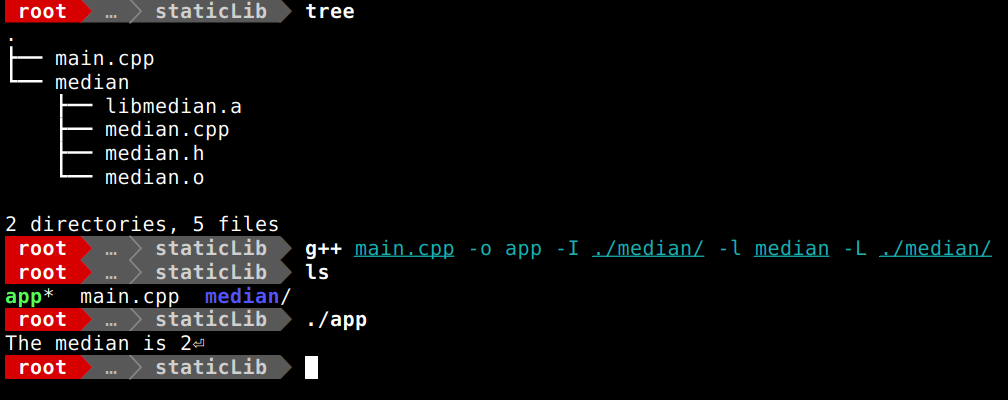 root … staticLib tree
.
├── main.cpp
└── median
    ├── libmedian.a
    ├── median.cpp
    ├── median.h
    └── median.o
2 directories, 5 files
root … staticLib g++ main.cpp -o app -I ./median/ -l median -L ./median/
root … staticLib ls
app* main.cpp median/
root … staticLib ./app
The median is 2⏎
root … staticLib